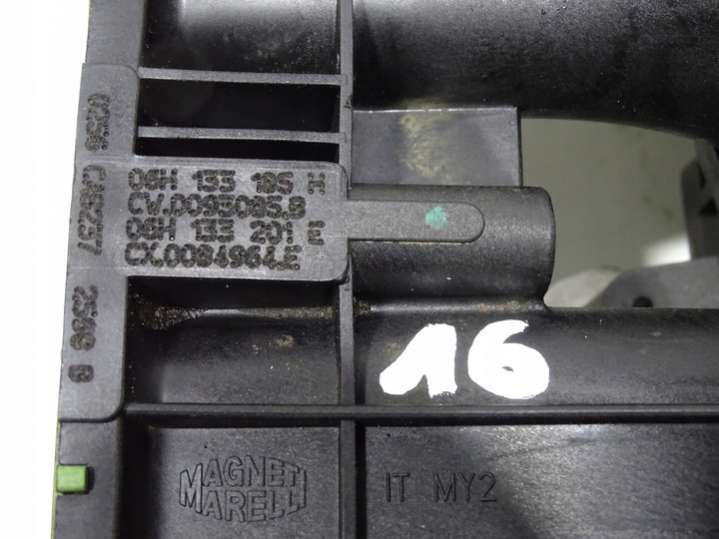 06H 133 185 H
CV.0093085.B
06H 133 201 E
CX.0084964.E
16
MAGNETI
MARELLI
IT MY2